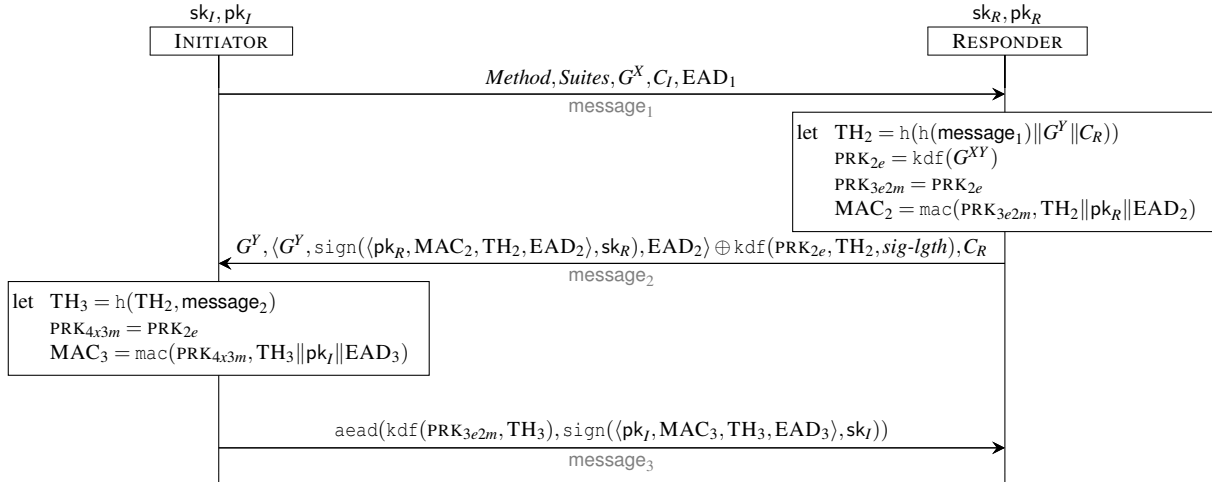 sk_I, pk_I
sk_R, pk_R
INITIATOR
RESPONDER
Method, Suites, G^X, C_I, EAD_1
message_1
let TH_2 = h(h(message_1)‖G^Y‖C_R))
PRK_2e = kdf(G^XY)
PRK_3e2m = PRK_2e
MAC_2 = mac(PRK_3e2m, TH_2‖pk_R‖EAD_2)
G^Y, ⟨G^Y, sign(⟨pk_R, MAC_2, TH_2, EAD_2⟩, sk_R), EAD_2⟩ ⊕ kdf(PRK_2e, TH_2, sig-lgth), C_R
message_2
let TH_3 = h(TH_2, message_2)
PRK_4x3m = PRK_2e
MAC_3 = mac(PRK_4x3m, TH_3‖pk_I‖EAD_3)
aead(kdf(PRK_3e2m, TH_3), sign(⟨pk_I, MAC_3, TH_3, EAD_3⟩, sk_I))
message_3